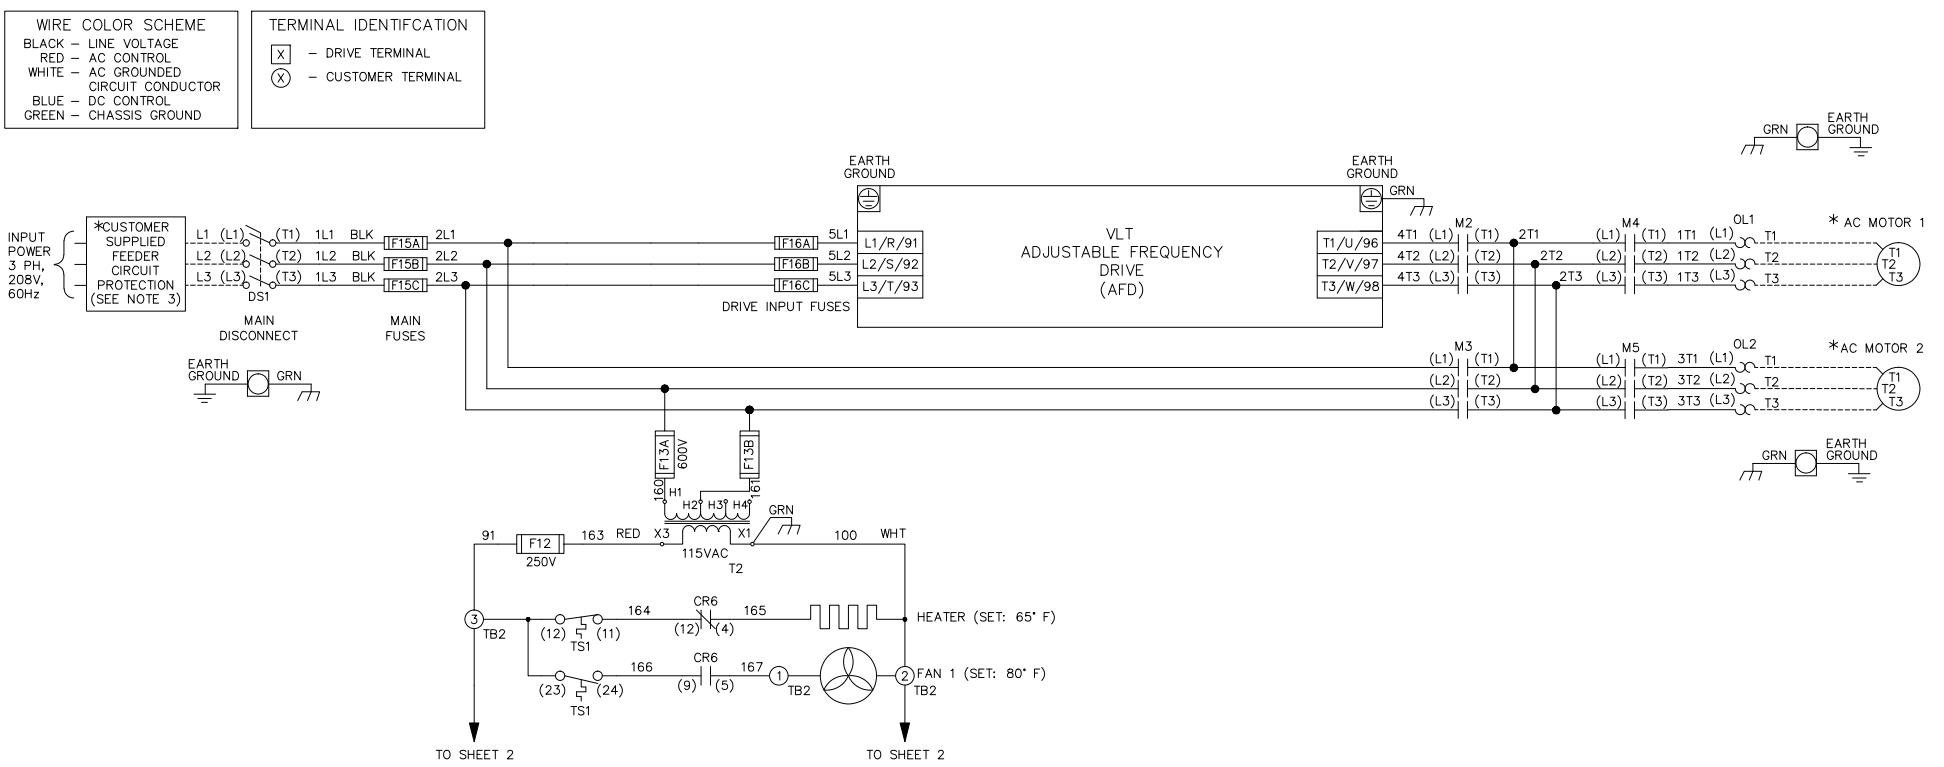 WIRE COLOR SCHEME
BLACK – LINE VOLTAGE
RED – AC CONTROL
WHITE – AC GROUNDED
CIRCUIT CONDUCTOR
BLUE – DC CONTROL
GREEN – CHASSIS GROUND
TERMINAL IDENTIFCATION
X – DRIVE TERMINAL
X – CUSTOMER TERMINAL
EARTH
GROUND
GRN
EARTH
GROUND
EARTH
GROUND
GRN
INPUT
POWER
3 PH,
208V,
60Hz
*CUSTOMER
SUPPLIED
FEEDER
CIRCUIT
PROTECTION
(SEE NOTE 3)
L1 (L1) (T1) 1L1 BLK F15A 2L1 F16A 5L1 L1/R/91
L2 (L2) (T2) 1L2 BLK F15B 2L2 F16B 5L2 L2/S/92
L3 (L3) (T3) 1L3 BLK F15C 2L3 F16C 5L3 L3/T/93
DS1
MAIN
DISCONNECT
MAIN
FUSES
DRIVE INPUT FUSES
VLT
ADJUSTABLE FREQUENCY
DRIVE
(AFD)
M2 M4 OL1 * AC MOTOR 1
T1/U/96 4T1 (L1) (T1) 2T1 (L1) (T1) 1T1 (L1) T1 T1
T2/V/97 4T2 (L2) (T2) 2T2 (L2) (T2) 1T2 (L2) T2 T2
T3/W/98 4T3 (L3) (T3) 2T3 (L3) (T3) 1T3 (L3) T3 T3
M3 M5 OL2 *AC MOTOR 2
(L1) (T1) (L1) (T1) 3T1 (L1) T1 T1
(L2) (T2) (L2) (T2) 3T2 (L2) T2 T2
(L3) (T3) (L3) (T3) 3T3 (L3) T3 T3
EARTH
GROUND GRN
GRN EARTH
GROUND
F13A
600V
F13B
160
161
H1 H2 H3 H4
GRN
91 F12 163 RED X3 X1 100 WHT
250V
115VAC
T2
3
TB2
(12) (11) 164 CR6 (12) (4) 165
TS1
HEATER (SET: 65° F)
(23) (24) 166 CR6 (9) (5) 167 1
TS1
TB2
2
TB2
FAN 1 (SET: 80° F)
TO SHEET 2
TO SHEET 2